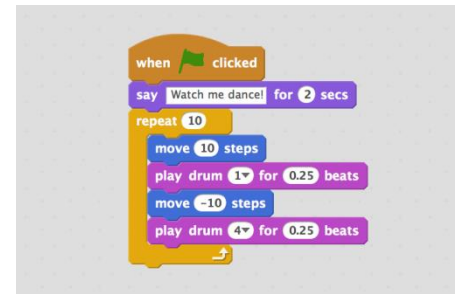 when clicked
say Watch me dance! for 2 secs
repeat 10
move 10 steps
play drum 1 for 0.25 beats
move -10 steps
play drum 4 for 0.25 beats